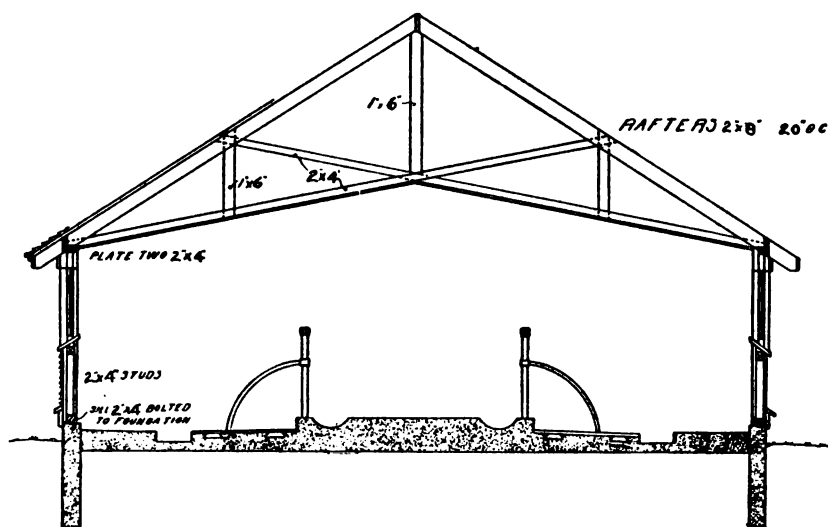 1", 6"
RAFTERS 2"x8" 20" O C
1"x6"
2"x4"
PLATE TWO 2"x4"
2"x4" STUDS
SILL 2"x4" BOLTED
TO FOUNDATION